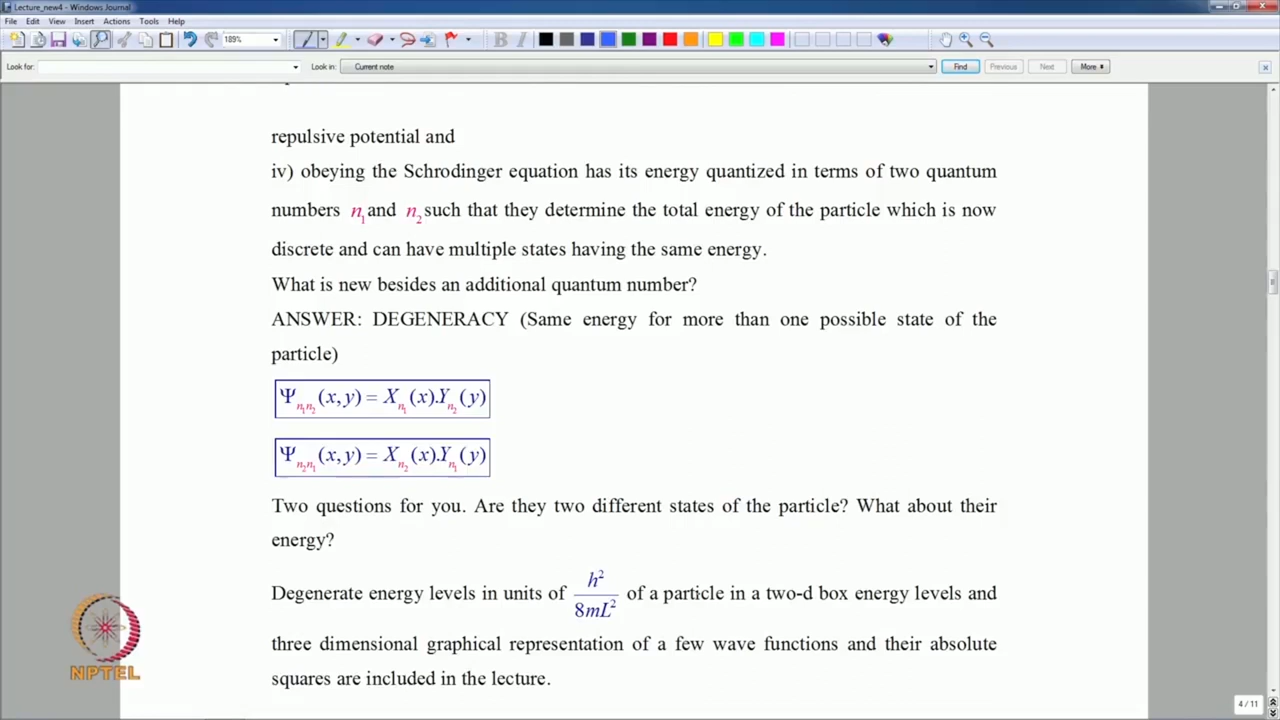 Lecture_new4 - Windows Journal
File Edit View Insert Actions Tools Help
189%
B I
Look for: Look in: Current note Find Previous Next More
repulsive potential and
iv) obeying the Schrodinger equation has its energy quantized in terms of two quantum
numbers n₁ and n₂ such that they determine the total energy of the particle which is now
discrete and can have multiple states having the same energy.
What is new besides an additional quantum number?
ANSWER: DEGENERACY (Same energy for more than one possible state of the
particle)
Ψₙ₁ₙ₂(x, y) = Xₙ₁(x).Yₙ₂(y)
Ψₙ₂ₙ₁(x, y) = Xₙ₂(x).Yₙ₁(y)
Two questions for you. Are they two different states of the particle? What about their
energy?
Degenerate energy levels in units of h²/8mL² of a particle in a two-d box energy levels and
three dimensional graphical representation of a few wave functions and their absolute
squares are included in the lecture.
NPTEL
4 / 11